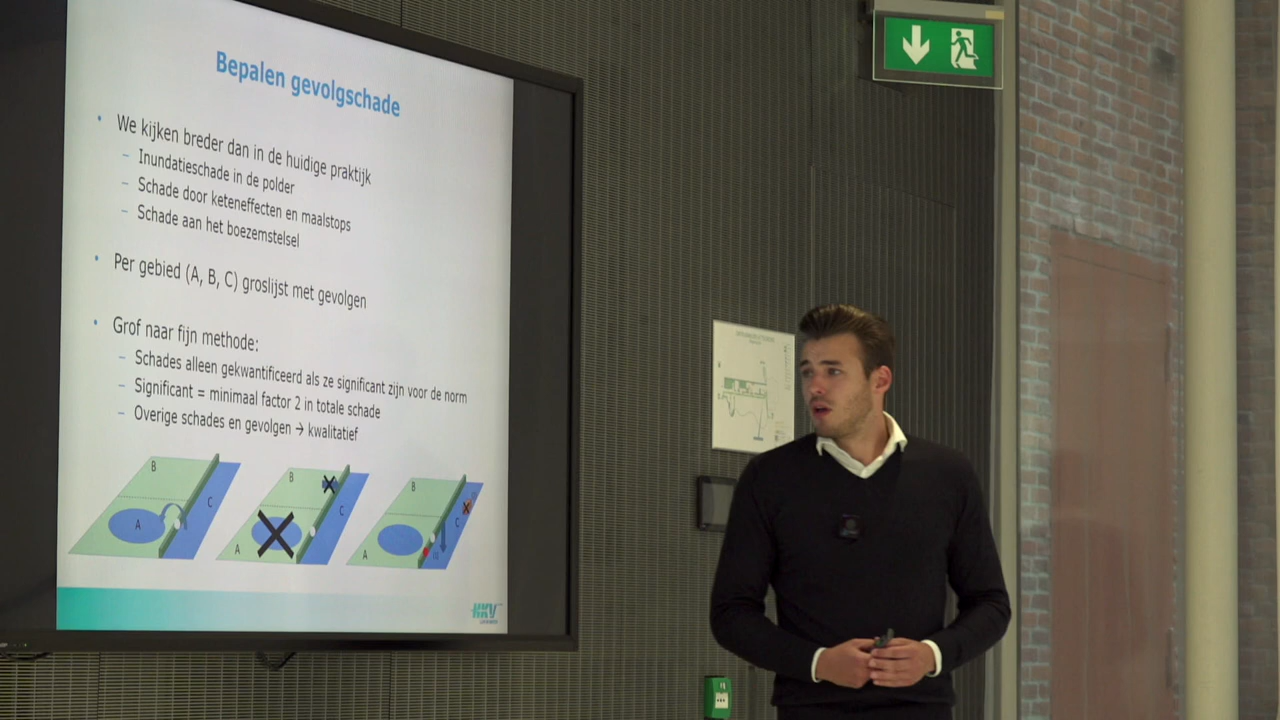 Bepalen gevolgschade
• We kijken breder dan in de huidige praktijk
– Inundatieschade in de polder
– Schade door keteneffecten en maalstops
– Schade aan het boezemstelsel
• Per gebied (A, B, C) groslijst met gevolgen
• Grof naar fijn methode:
– Schades alleen gekwantificeerd als ze significant zijn voor de norm
– Significant = minimaal factor 2 in totale schade
– Overige schades en gevolgen → kwalitatief
B
A
C
B
A
C
B
A
C
HKV